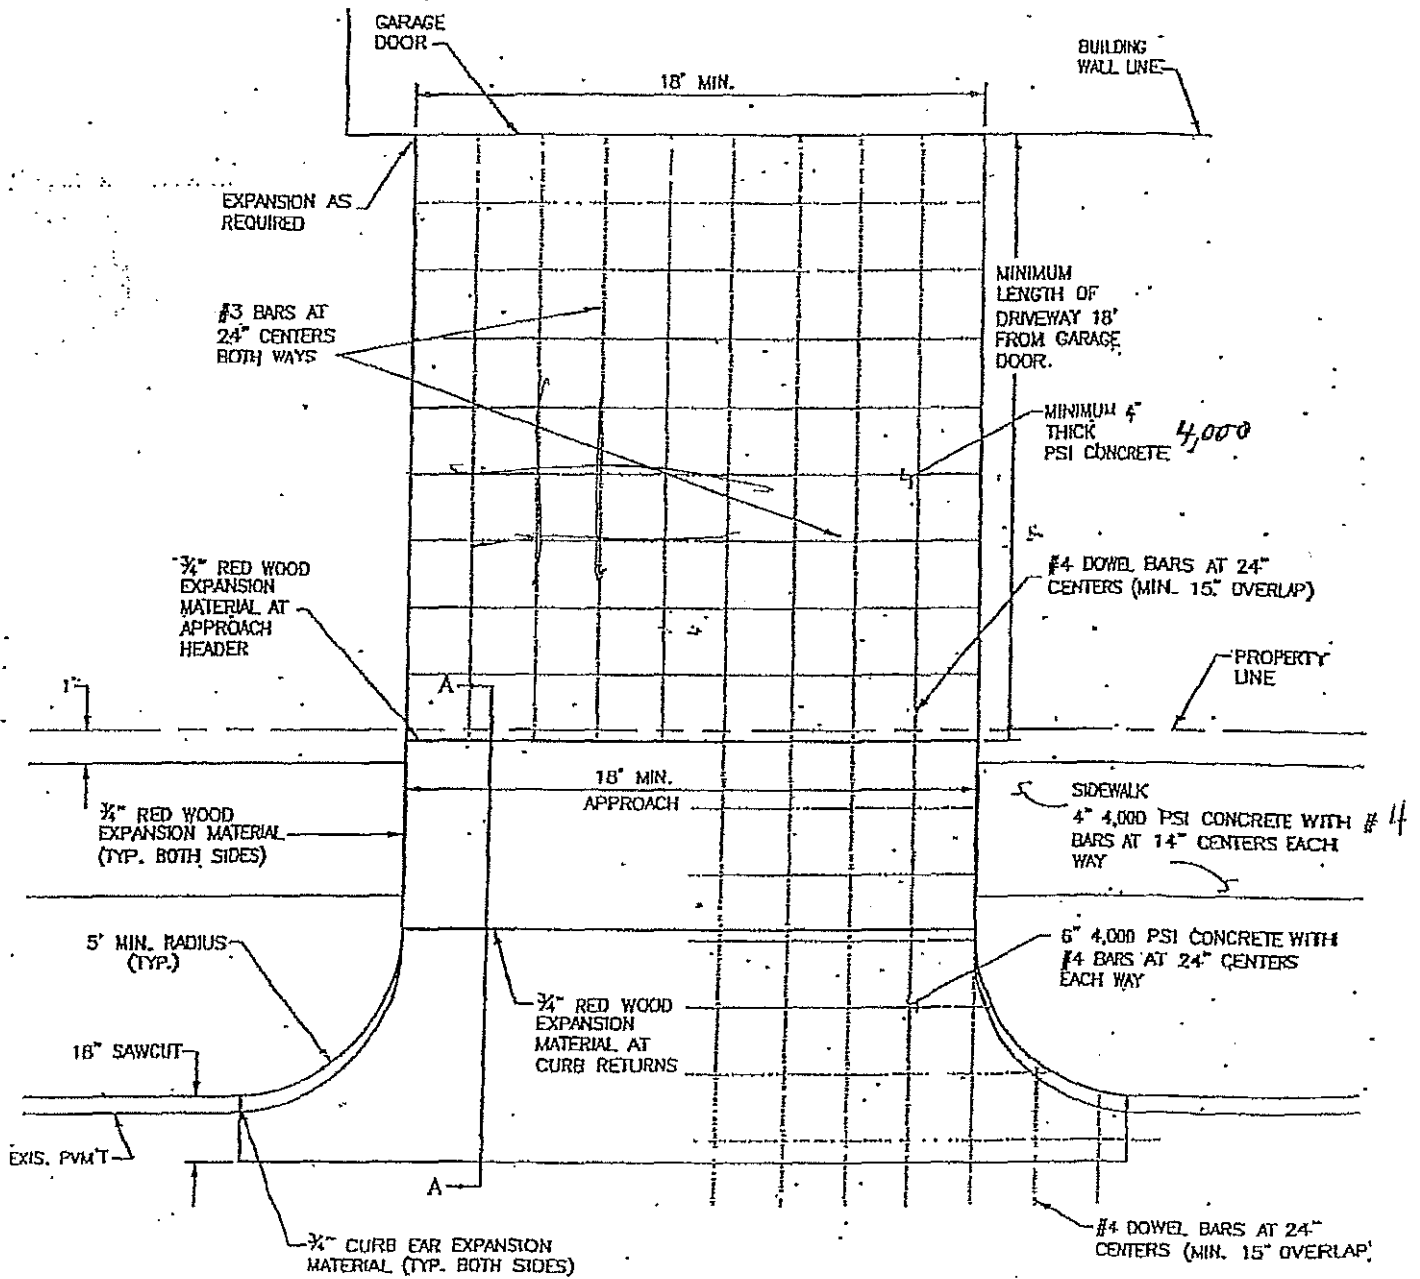 GARAGE
DOOR
BUILDING
WALL LINE
18' MIN.
EXPANSION AS
REQUIRED
MINIMUM
LENGTH OF
DRIVEWAY 18'
FROM GARAGE
DOOR.
#3 BARS AT
24" CENTERS
BOTH WAYS
MINIMUM 4"
THICK
PSI CONCRETE 4,000
3/4" RED WOOD
EXPANSION
MATERIAL AT
APPROACH
HEADER
#4 DOWEL BARS AT 24"
CENTERS (MIN. 15" OVERLAP)
PROPERTY
LINE
A
1"
18' MIN.
APPROACH
SIDEWALK
4" 4,000 PSI CONCRETE WITH #4
BARS AT 14" CENTERS EACH
WAY
3/4" RED WOOD
EXPANSION MATERIAL
(TYP. BOTH SIDES)
5' MIN. RADIUS
(TYP.)
6" 4,000 PSI CONCRETE WITH
#4 BARS AT 24" CENTERS
EACH WAY
3/4" RED WOOD
EXPANSION
MATERIAL AT
CURB RETURNS
18" SAWCUT
EXIS. PVM'T
A
3/4" CURB EAR EXPANSION
MATERIAL (TYP. BOTH SIDES)
#4 DOWEL BARS AT 24"
CENTERS (MIN. 15" OVERLAP)